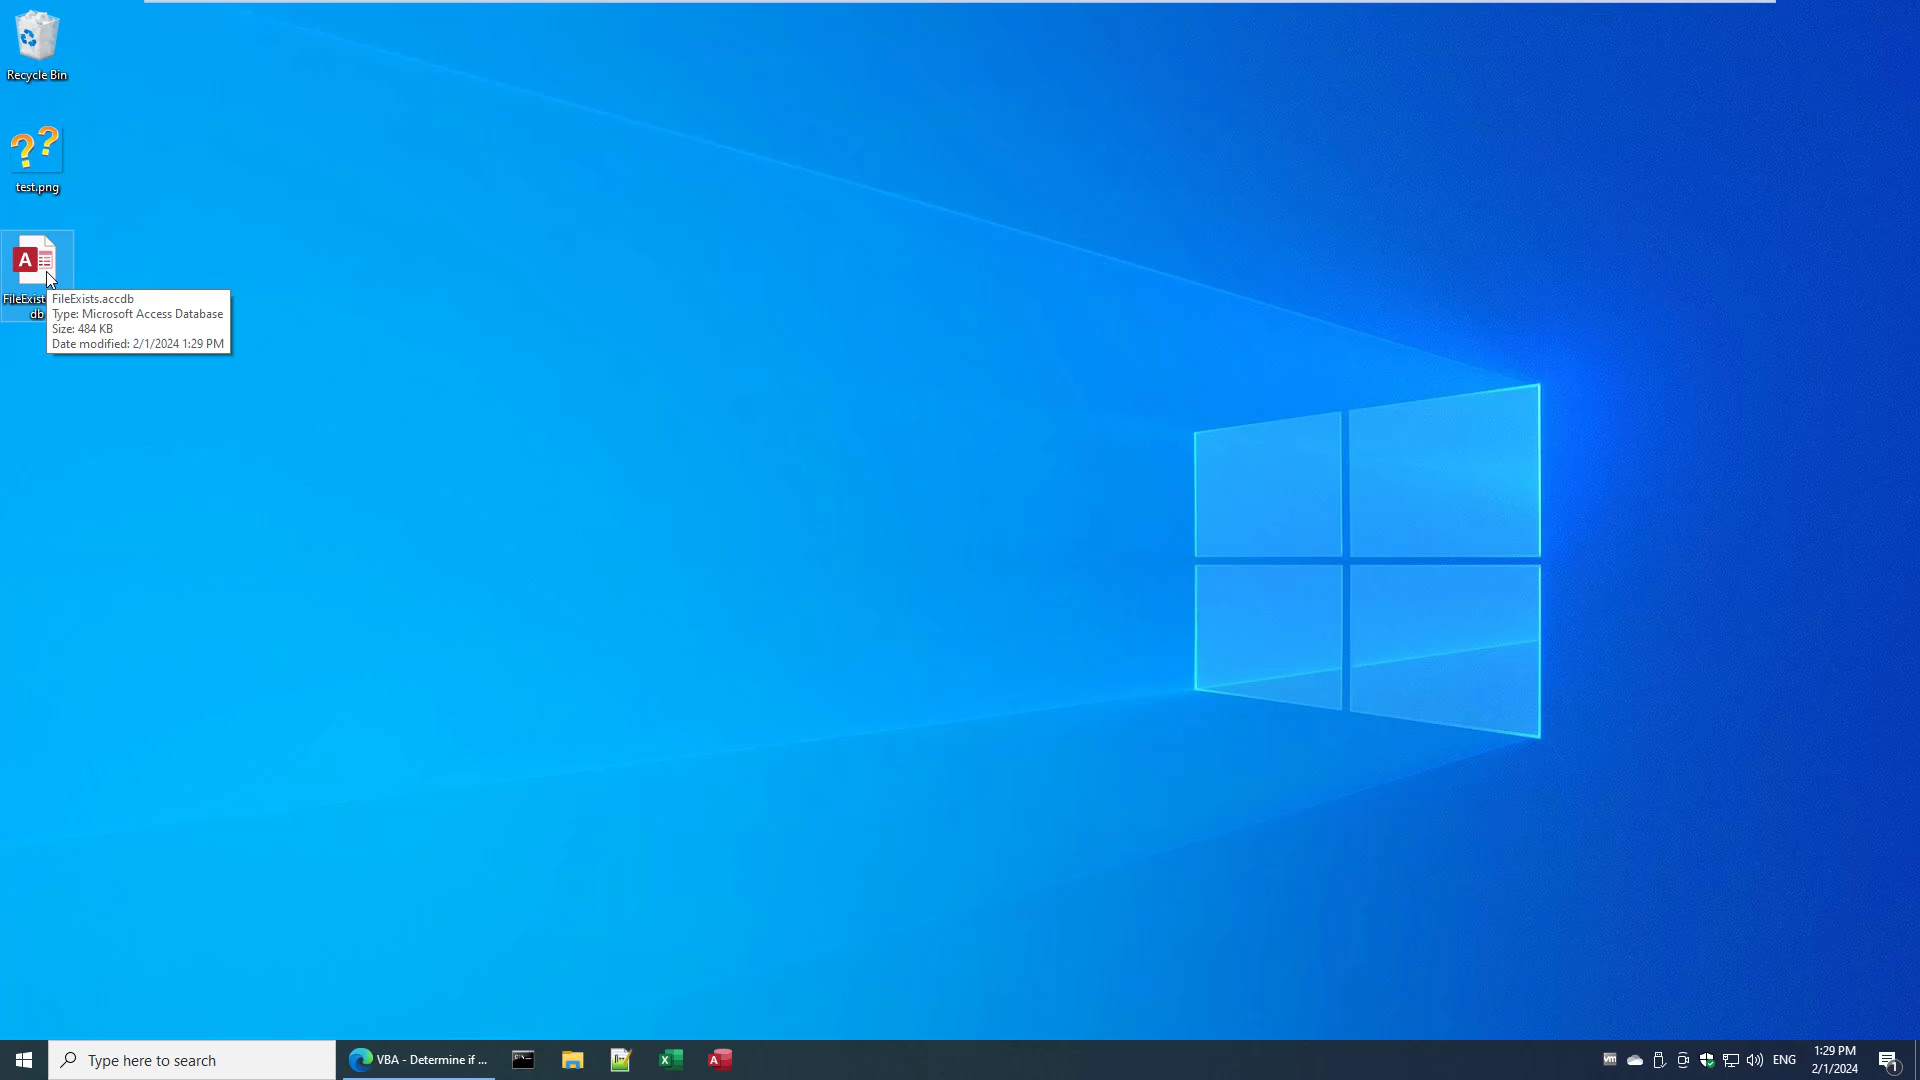 Recycle Bin
test.png
FileExist
db
FileExists.accdb
Type: Microsoft Access Database
Size: 484 KB
Date modified: 2/1/2024 1:29 PM
Type here to search
VBA - Determine if ...
ENG
1:29 PM
2/1/2024
1